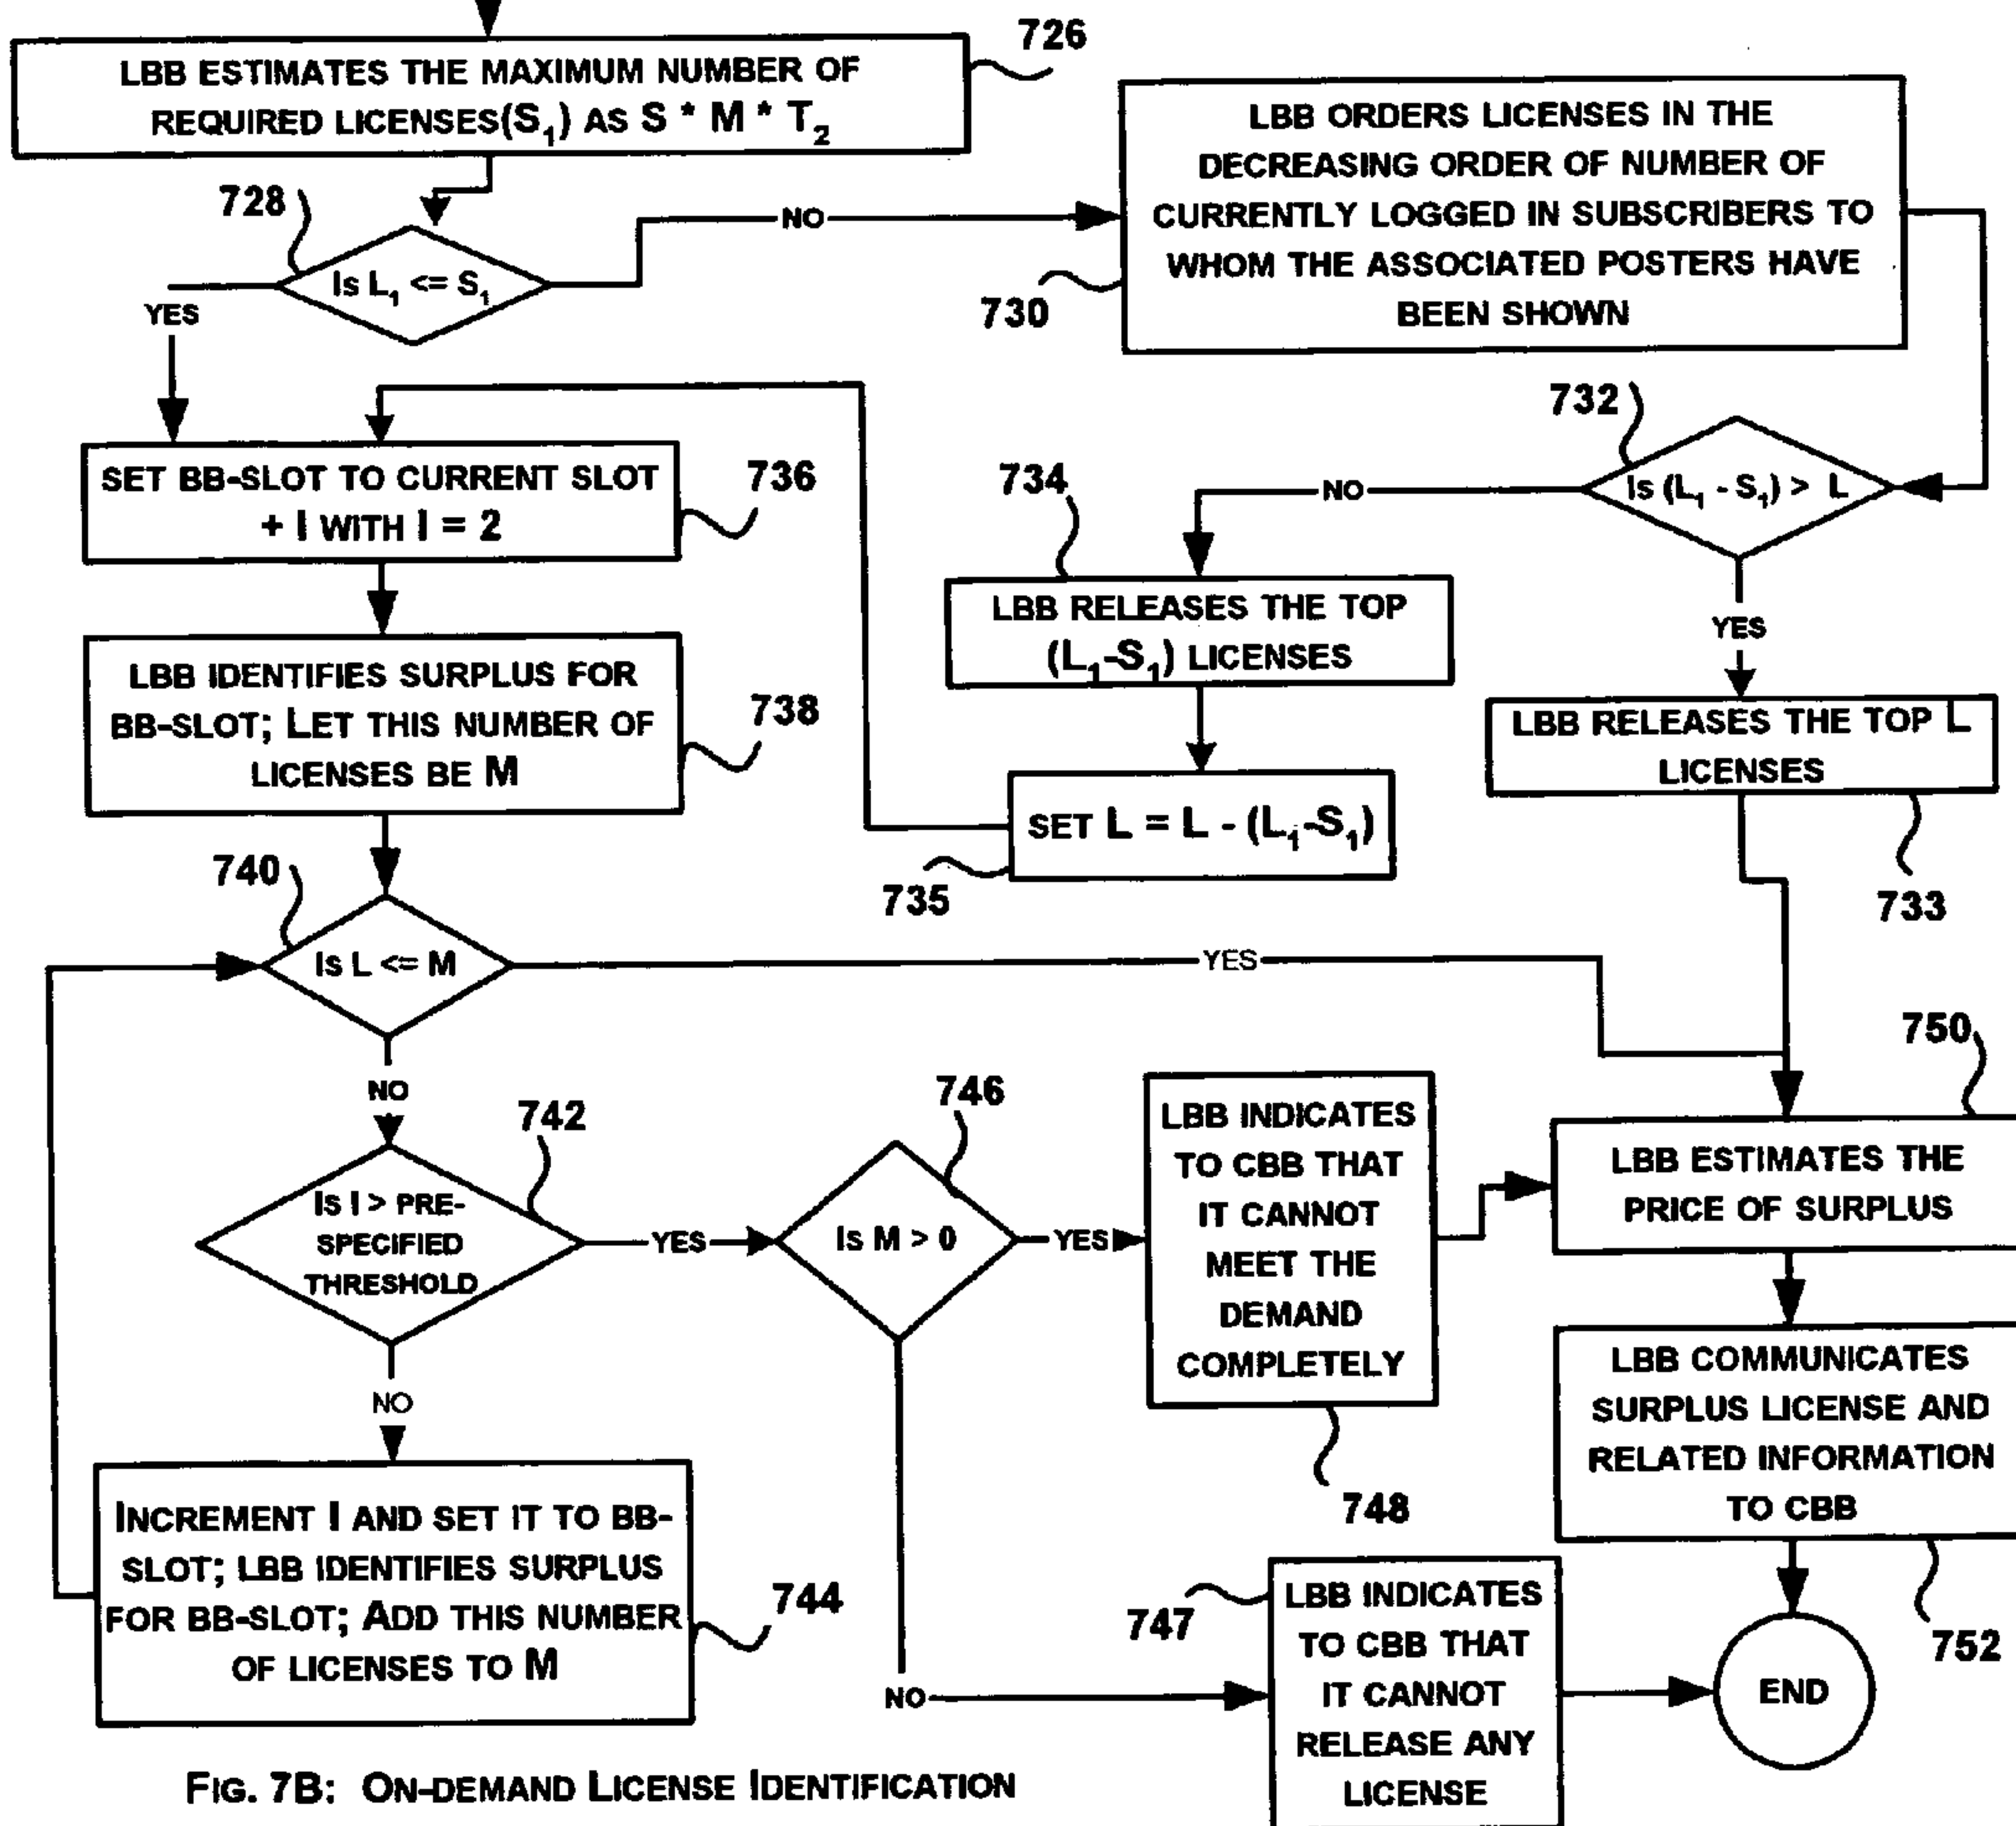 726
LBB ESTIMATES THE MAXIMUM NUMBER OF
REQUIRED LICENSES(S₁) AS S * M * T₂
728
Is L₁ <= S₁
NO
YES
730
LBB ORDERS LICENSES IN THE
DECREASING ORDER OF NUMBER OF
CURRENTLY LOGGED IN SUBSCRIBERS TO
WHOM THE ASSOCIATED POSTERS HAVE
BEEN SHOWN
732
Is (L₁ - S₁) > L
NO
YES
734
LBB RELEASES THE TOP
(L₁-S₁) LICENSES
LBB RELEASES THE TOP L
LICENSES
733
SET L = L - (L₁-S₁)
735
SET BB-SLOT TO CURRENT SLOT
+ I WITH I = 2
736
LBB IDENTIFIES SURPLUS FOR
BB-SLOT; LET THIS NUMBER OF
LICENSES BE M
738
740
Is L <= M
YES
NO
742
Is I > PRE-
SPECIFIED
THRESHOLD
YES
NO
INCREMENT I AND SET IT TO BB-
SLOT; LBB IDENTIFIES SURPLUS
FOR BB-SLOT; ADD THIS NUMBER
OF LICENSES TO M
744
746
Is M > 0
YES
NO
LBB INDICATES
TO CBB THAT
IT CANNOT
MEET THE
DEMAND
COMPLETELY
748
750
LBB ESTIMATES THE
PRICE OF SURPLUS
LBB COMMUNICATES
SURPLUS LICENSE AND
RELATED INFORMATION
TO CBB
752
747
LBB INDICATES
TO CBB THAT
IT CANNOT
RELEASE ANY
LICENSE
END
FIG. 7B: ON-DEMAND LICENSE IDENTIFICATION